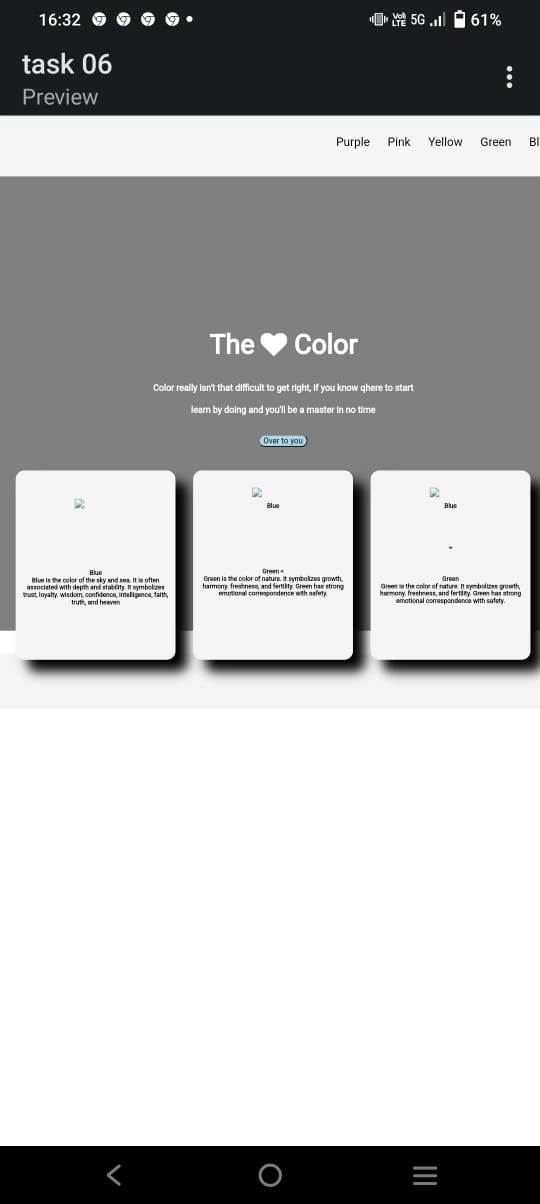 16:32
Vo)) LTE 5G 61%
task 06
Preview
Purple Pink Yellow Green Bl
The Color
Color really isn't that difficult to get right, if you know qhere to start
learn by doing and you'll be a master in no time
Over to you
Blue
Blue is the color of the sky and sea. It is often
associated with depth and stability. It symbolizes
trust, loyalty. wisdom, confidence, intelligence, faith,
truth, and heaven
Blue
Green <
Green is the color of nature. It symbolizes growth,
harmony. freshness, and fertility. Green has strong
emotional correspondence with safety.
Blue
"
Green
Green is the color of nature. It symbolizes growth,
harmony. freshness, and fertility. Green has strong
emotional correspondence with safety.